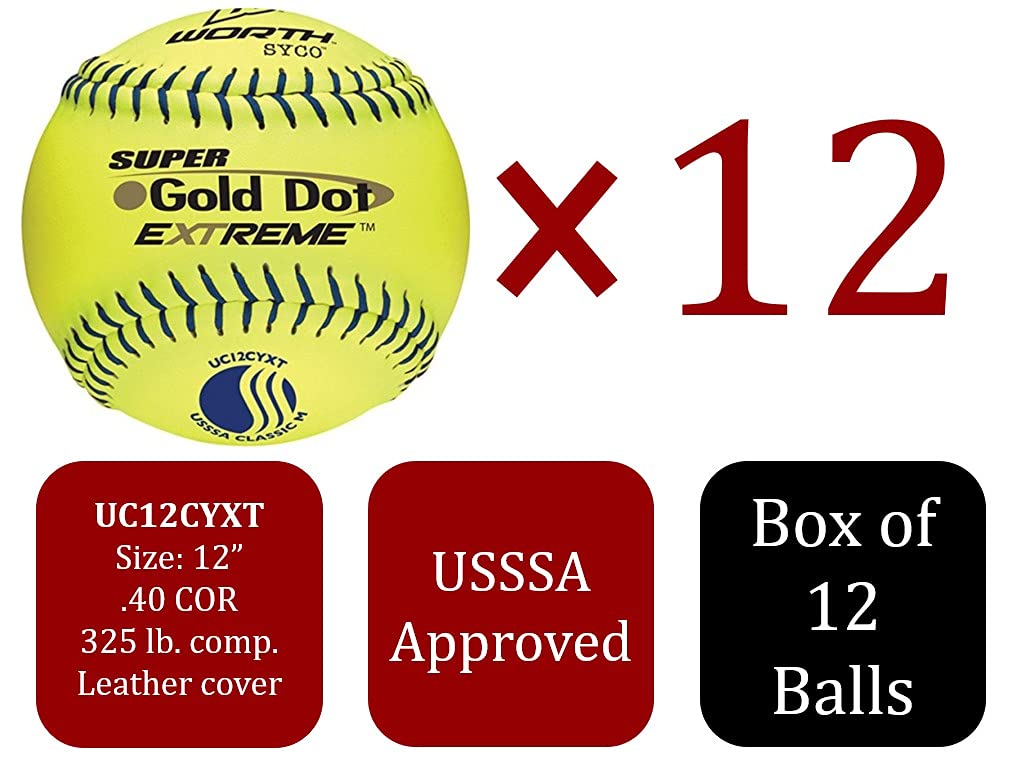 WORTH
SYCO™
SUPER
Gold Dot
EXTREME™
UC12CYXT
USSSA CLASSIC M
×12
UC12CYXT
Size: 12”
.40 COR
325 lb. comp.
Leather cover
USSSA
Approved
Box of
12
Balls